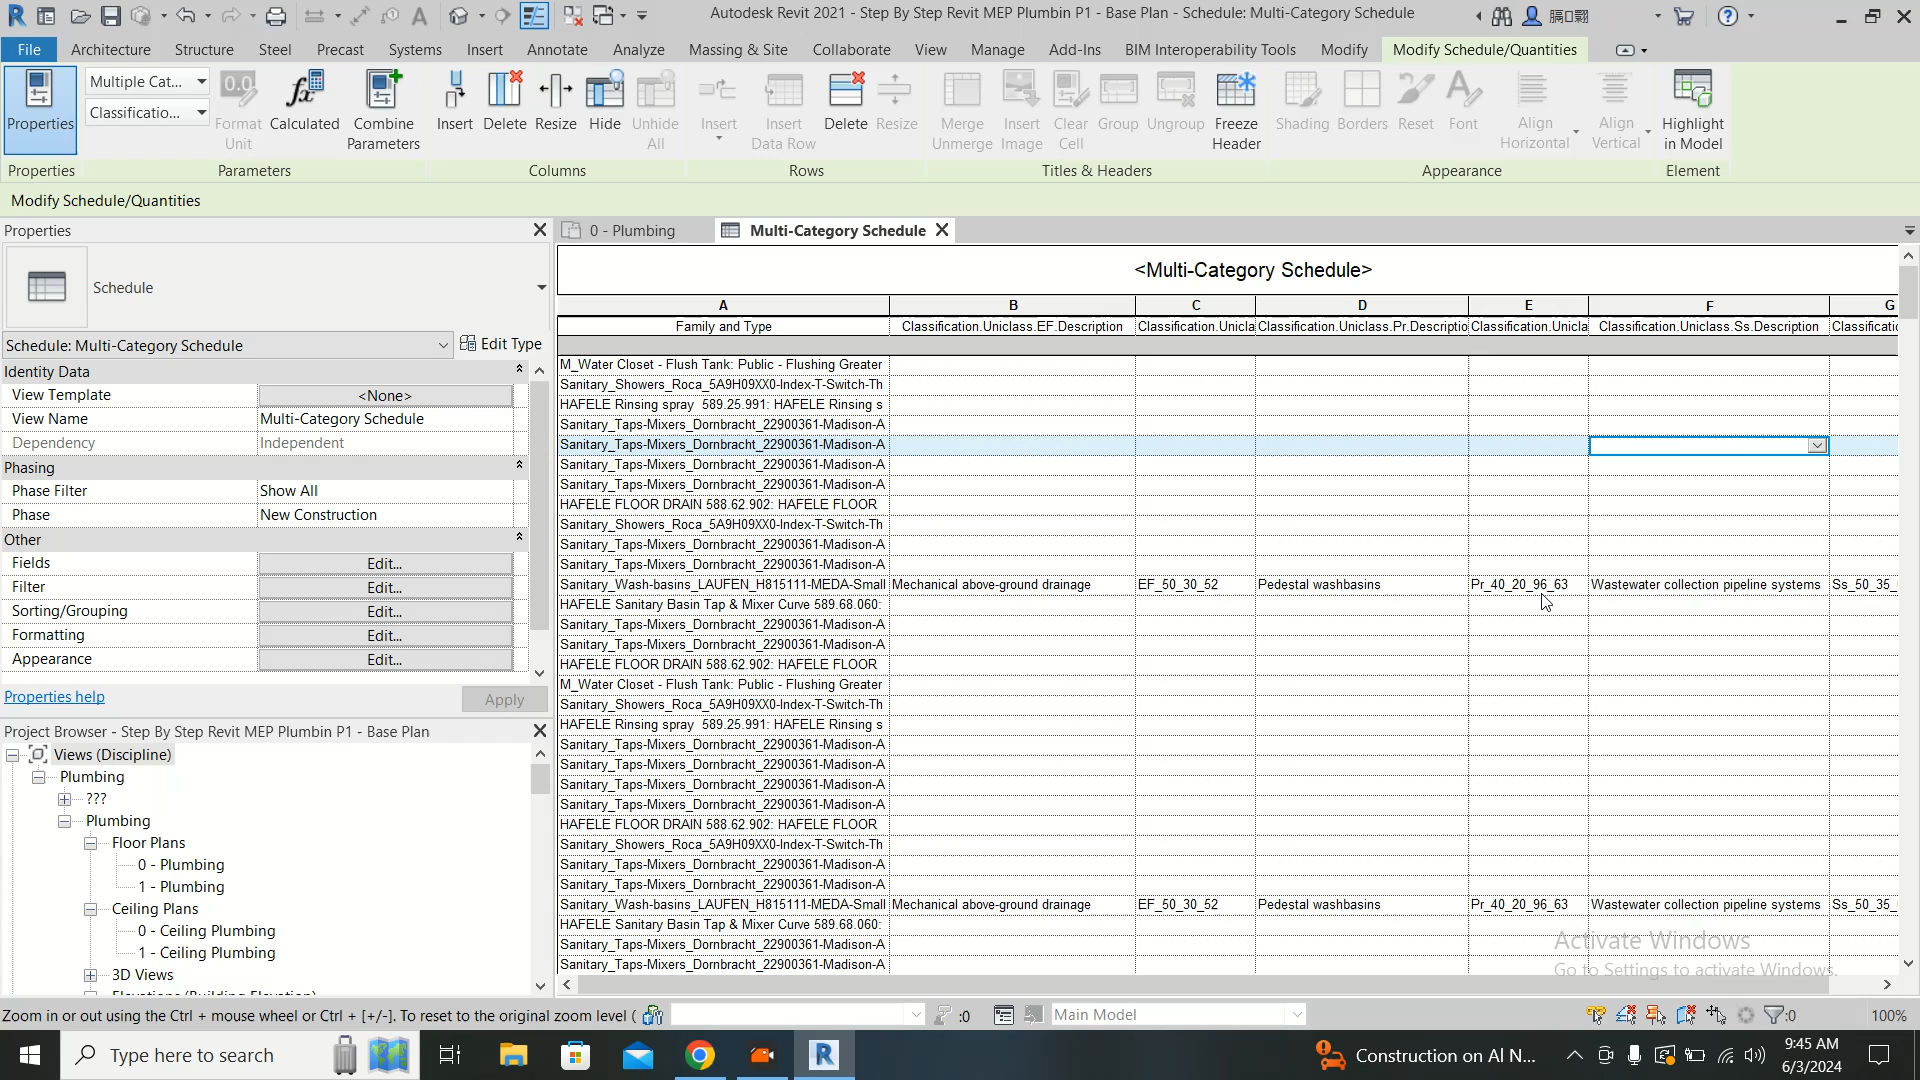 Autodesk Revit 2021 - Step By Step Revit MEP Plumbin P1 - Base Plan - Schedule: Multi-Category Schedule
File Architecture Structure Steel Precast Systems Insert Annotate Analyze Massing & Site Collaborate View Manage Add-Ins BIM Interoperability Tools Modify Modify Schedule/Quantities
Multiple Cat...
Classificatio...
Properties Format Unit Calculated Combine Parameters Insert Delete Resize Hide Unhide All Insert Insert Data Row Delete Resize Merge Unmerge Insert Image Clear Cell Group Ungroup Freeze Header Shading Borders Reset Font Align Horizontal Align Vertical Highlight in Model
Properties Parameters Columns Rows Titles & Headers Appearance Element
Modify Schedule/Quantities
Properties
Schedule
Schedule: Multi-Category Schedule Edit Type
Identity Data
View Template <None>
View Name Multi-Category Schedule
Dependency Independent
Phasing
Phase Filter Show All
Phase New Construction
Other
Fields Edit...
Filter Edit...
Sorting/Grouping Edit...
Formatting Edit...
Appearance Edit...
Properties help Apply
Project Browser - Step By Step Revit MEP Plumbin P1 - Base Plan
Views (Discipline)
Plumbing
???
Plumbing
Floor Plans
0 - Plumbing
1 - Plumbing
Ceiling Plans
0 - Ceiling Plumbing
1 - Ceiling Plumbing
3D Views
0 - Plumbing Multi-Category Schedule
<Multi-Category Schedule>
A B C D E F G
Family and Type Classification.Uniclass.EF.Description Classification.Unicla Classification.Uniclass.Pr.Descriptio Classification.Unicla Classification.Uniclass.Ss.Description Classificatio
M_Water Closet - Flush Tank: Public - Flushing Greater
Sanitary_Showers_Roca_5A9H09XX0-Index-T-Switch-Th
HAFELE Rinsing spray 589.25.991: HAFELE Rinsing s
Sanitary_Taps-Mixers_Dornbracht_22900361-Madison-A
Sanitary_Taps-Mixers_Dornbracht_22900361-Madison-A
Sanitary_Taps-Mixers_Dornbracht_22900361-Madison-A
Sanitary_Taps-Mixers_Dornbracht_22900361-Madison-A
HAFELE FLOOR DRAIN 588.62.902: HAFELE FLOOR
Sanitary_Showers_Roca_5A9H09XX0-Index-T-Switch-Th
Sanitary_Taps-Mixers_Dornbracht_22900361-Madison-A
Sanitary_Taps-Mixers_Dornbracht_22900361-Madison-A
Sanitary_Wash-basins_LAUFEN_H815111-MEDA-Small Mechanical above-ground drainage EF_50_30_52 Pedestal washbasins Pr_40_20_96_63 Wastewater collection pipeline systems Ss_50_35_
HAFELE Sanitary Basin Tap & Mixer Curve 589.68.060:
Sanitary_Taps-Mixers_Dornbracht_22900361-Madison-A
Sanitary_Taps-Mixers_Dornbracht_22900361-Madison-A
HAFELE FLOOR DRAIN 588.62.902: HAFELE FLOOR
M_Water Closet - Flush Tank: Public - Flushing Greater
Sanitary_Showers_Roca_5A9H09XX0-Index-T-Switch-Th
HAFELE Rinsing spray 589.25.991: HAFELE Rinsing s
Sanitary_Taps-Mixers_Dornbracht_22900361-Madison-A
Sanitary_Taps-Mixers_Dornbracht_22900361-Madison-A
Sanitary_Taps-Mixers_Dornbracht_22900361-Madison-A
Sanitary_Taps-Mixers_Dornbracht_22900361-Madison-A
HAFELE FLOOR DRAIN 588.62.902: HAFELE FLOOR
Sanitary_Showers_Roca_5A9H09XX0-Index-T-Switch-Th
Sanitary_Taps-Mixers_Dornbracht_22900361-Madison-A
Sanitary_Taps-Mixers_Dornbracht_22900361-Madison-A
Sanitary_Wash-basins_LAUFEN_H815111-MEDA-Small Mechanical above-ground drainage EF_50_30_52 Pedestal washbasins Pr_40_20_96_63 Wastewater collection pipeline systems Ss_50_35_
HAFELE Sanitary Basin Tap & Mixer Curve 589.68.060:
Sanitary_Taps-Mixers_Dornbracht_22900361-Madison-A
Sanitary_Taps-Mixers_Dornbracht_22900361-Madison-A
Activate Windows
Go to Settings to activate Windows.
Zoom in or out using the Ctrl + mouse wheel or Ctrl + [+/-]. To reset to the original zoom level ( :0 Main Model :0 100%
Type here to search Construction on Al N... 9:45 AM
6/3/2024